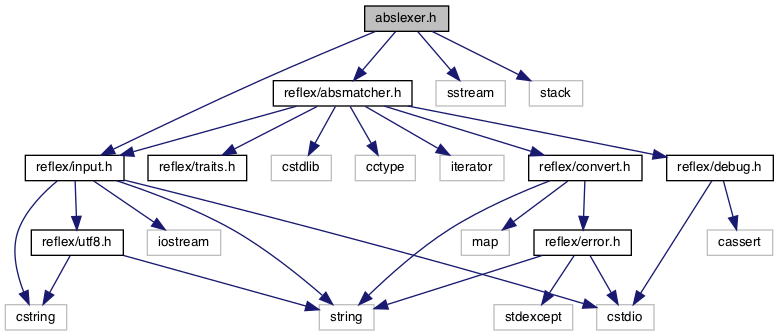 abslexer.h
reflex/absmatcher.h
sstream
stack
reflex/input.h
reflex/traits.h
cstdlib
cctype
iterator
reflex/convert.h
reflex/debug.h
reflex/utf8.h
iostream
map
reflex/error.h
cassert
cstring
string
stdexcept
cstdio